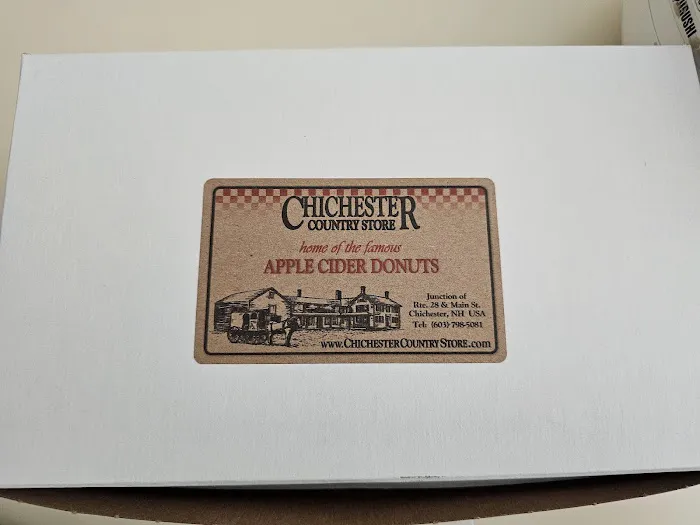 CHICHESTER
COUNTRY STORE
home of the famous
APPLE CIDER DONUTS
Junction of
Rte. 28 & Main St.
Chichester, NH USA
Tel: (603) 798-5081
www.CHICHESTERCOUNTRYSTORE.com